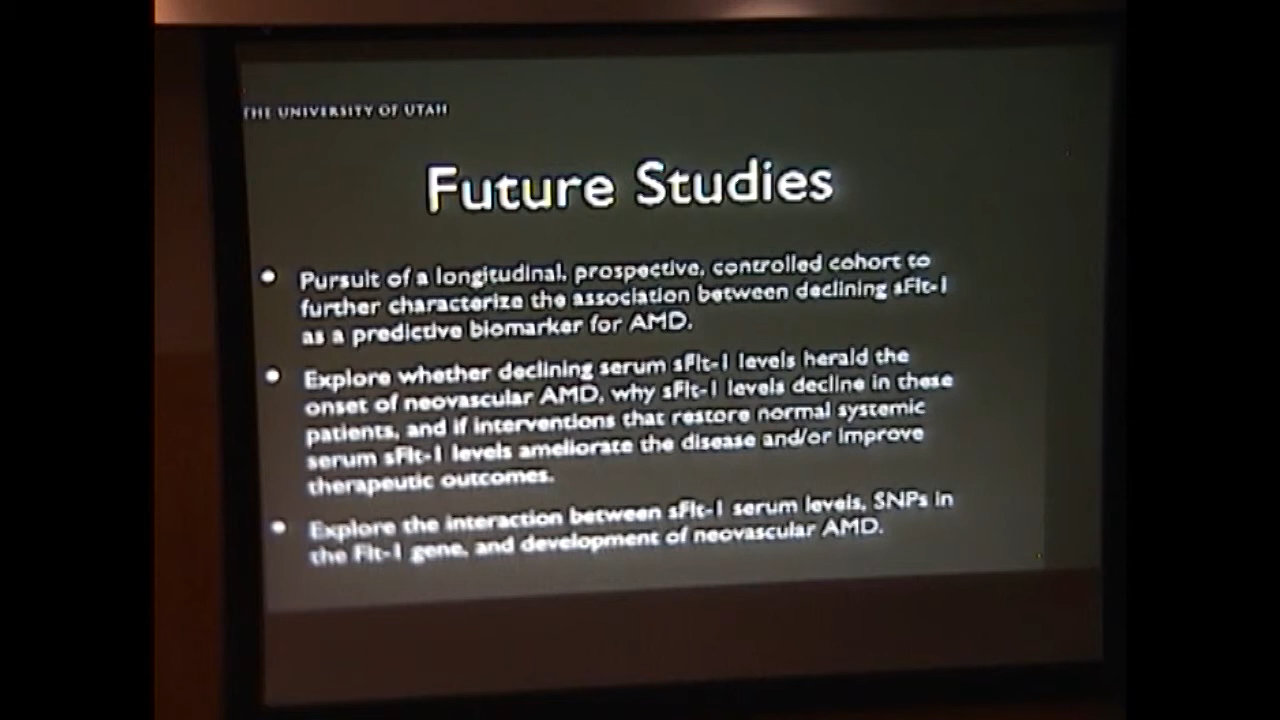 THE UNIVERSITY OF UTAH
Future Studies
• Pursuit of a longitudinal, prospective, controlled cohort to
further characterize the association between declining sFlt-1
as a predictive biomarker for AMD.
• Explore whether declining serum sFlt-1 levels herald the
onset of neovascular AMD, why sFlt-1 levels decline in these
patients, and if interventions that restore normal systemic
serum sFlt-1 levels ameliorate the disease and/or improve
therapeutic outcomes.
• Explore the interaction between sFlt-1 serum levels, SNPs in
the Flt-1 gene, and development of neovascular AMD.